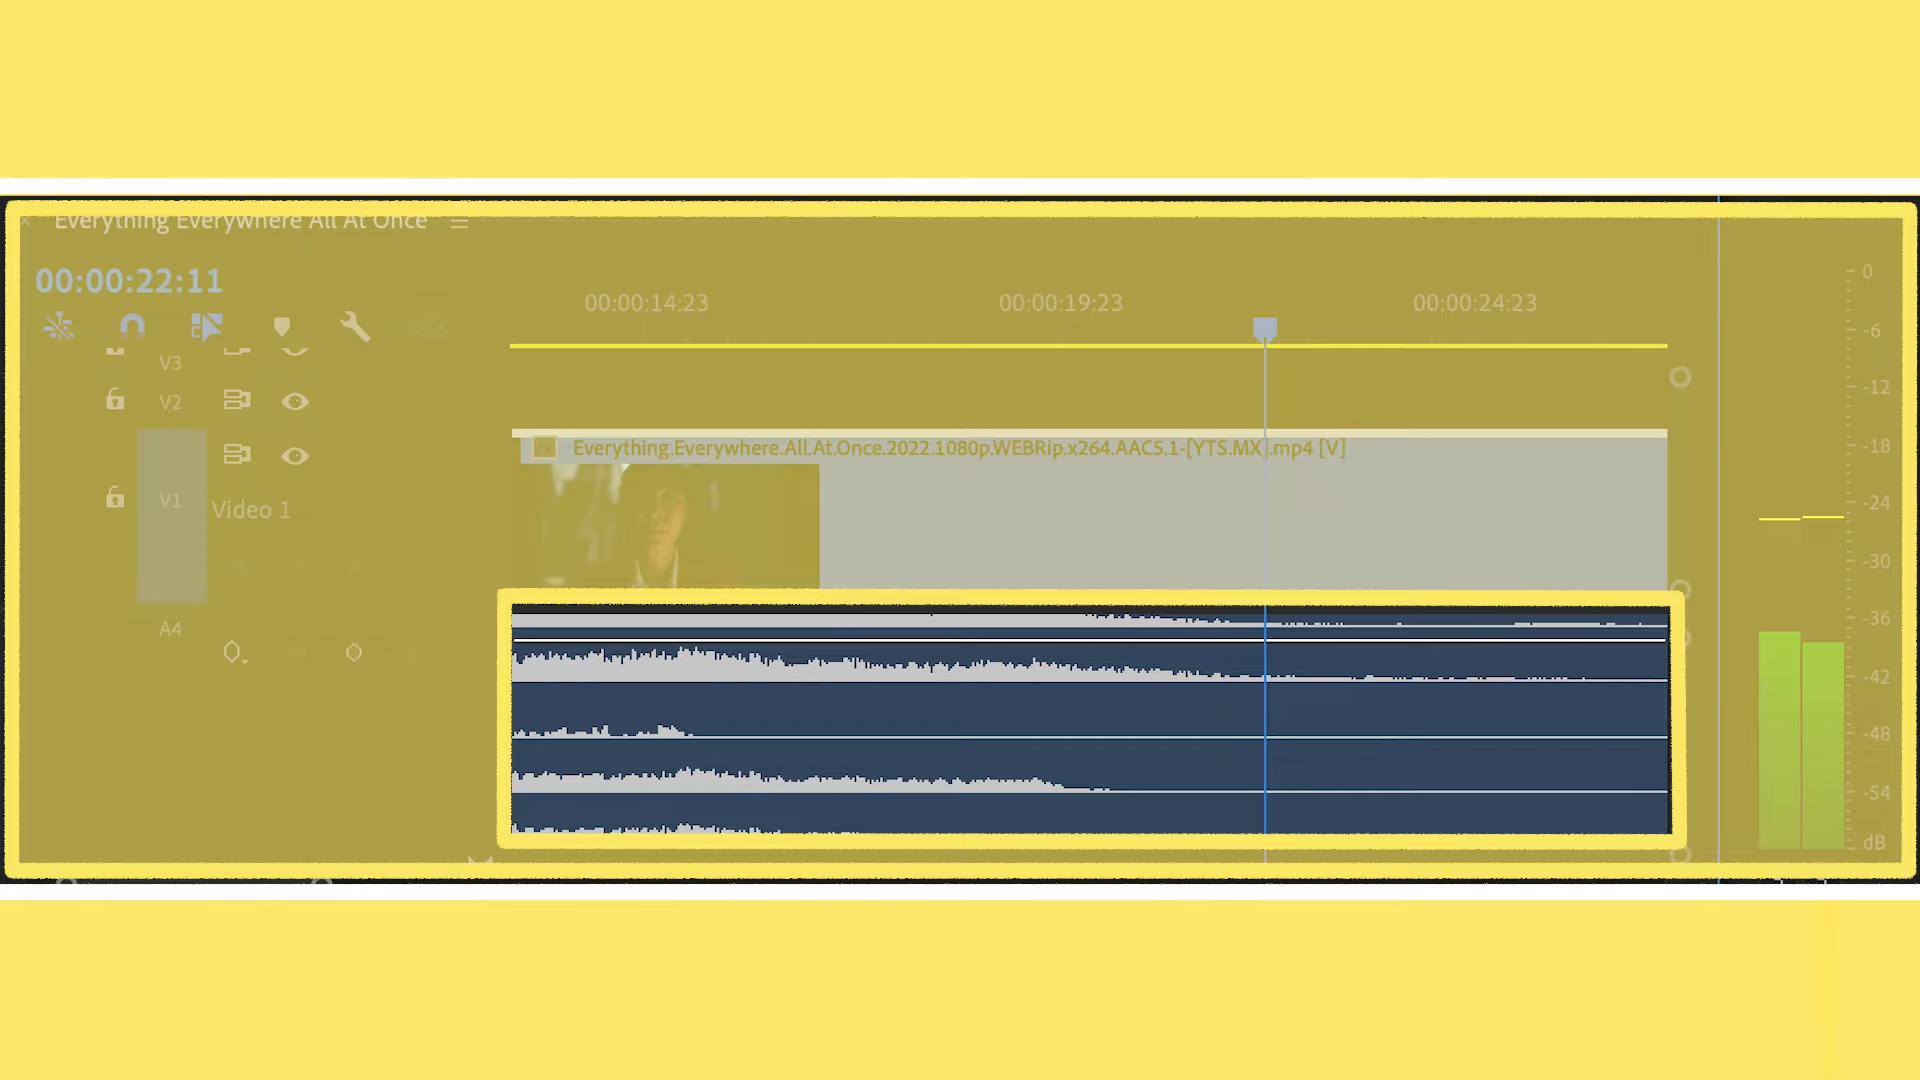 Everything Everywhere All At Once
00:00:22:11
00:00:14:23
00:00:19:23
00:00:24:23
V3
V2
V1
Video 1
A4
fx
Everything.Everywhere.All.At.Once.2022.1080p.WEBRip.x264.AAC5.1-[YTS.MX].mp4 [V]
0
-6
-12
-18
-24
-30
-36
-42
-48
-54
dB